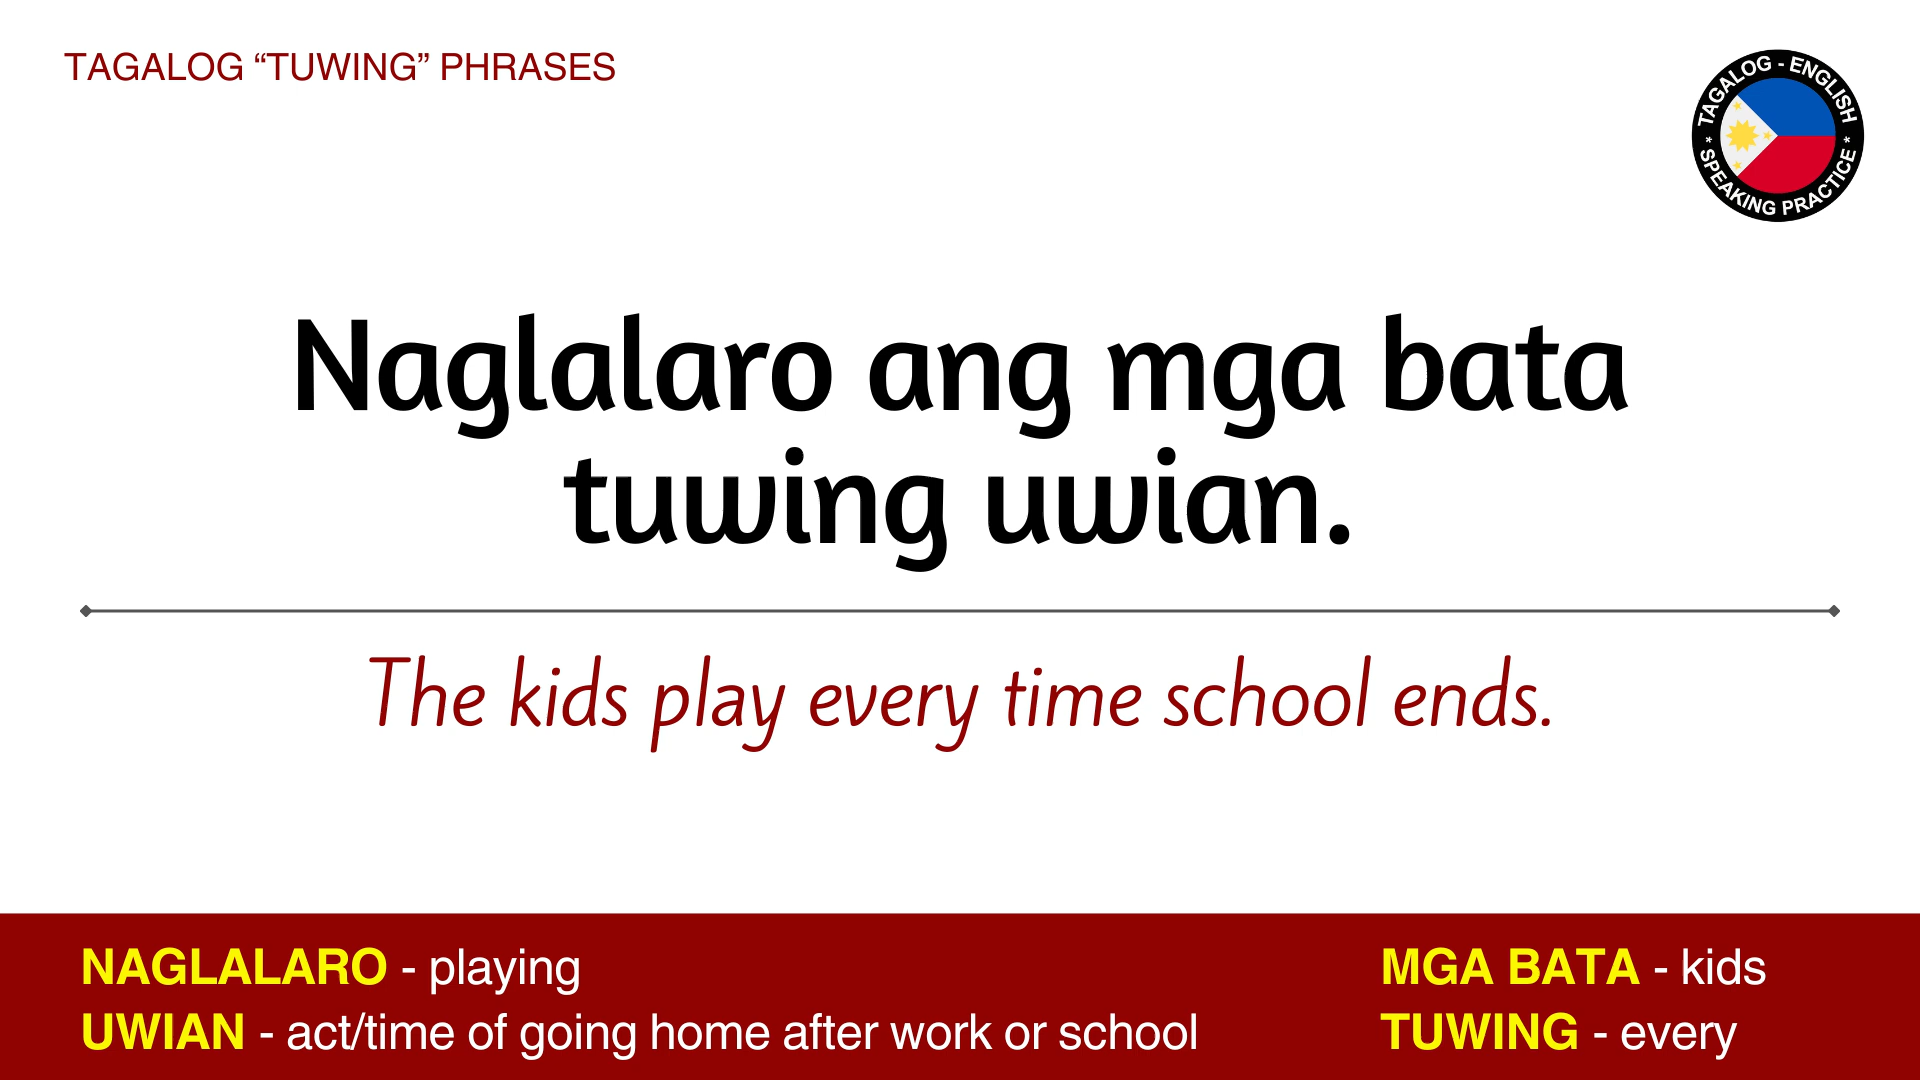 TAGALOG “TUWING” PHRASES
TAGALOG - ENGLISH
* SPEAKING PRACTICE *
Naglalaro ang mga bata
tuwing uwian.
The kids play every time school ends.
NAGLALARO - playing
UWIAN - act/time of going home after work or school
MGA BATA - kids
TUWING - every